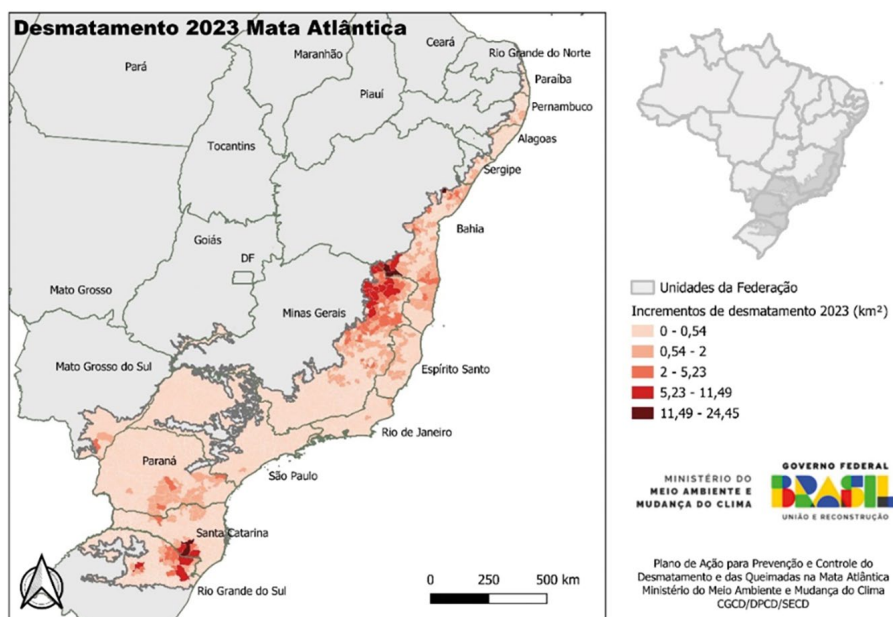 Desmatamento 2023 Mata Atlântica
Ceará
Maranhão
Rio Grande do Norte
Pará
Paraíba
Piauí
Pernambuco
Alagoas
Tocantins
Sergipe
Bahia
Goiás
DF
Mato Grosso
Minas Gerais
Mato Grosso do Sul
Espírito Santo
Rio de Janeiro
Paraná
São Paulo
Santa Catarina
Rio Grande do Sul
0 250 500 km
Unidades da Federação
Incrementos de desmatamento 2023 (km²)
0 - 0,54
0,54 - 2
2 - 5,23
5,23 - 11,49
11,49 - 24,45
MINISTÉRIO DO
MEIO AMBIENTE E
MUDANÇA DO CLIMA
GOVERNO FEDERAL
BRASIL
UNIÃO E RECONSTRUÇÃO
Plano de Ação para Prevenção e Controle do
Desmatamento e das Queimadas na Mata Atlântica
Ministério do Meio Ambiente e Mudança do Clima
CGCD/DPCD/SECD